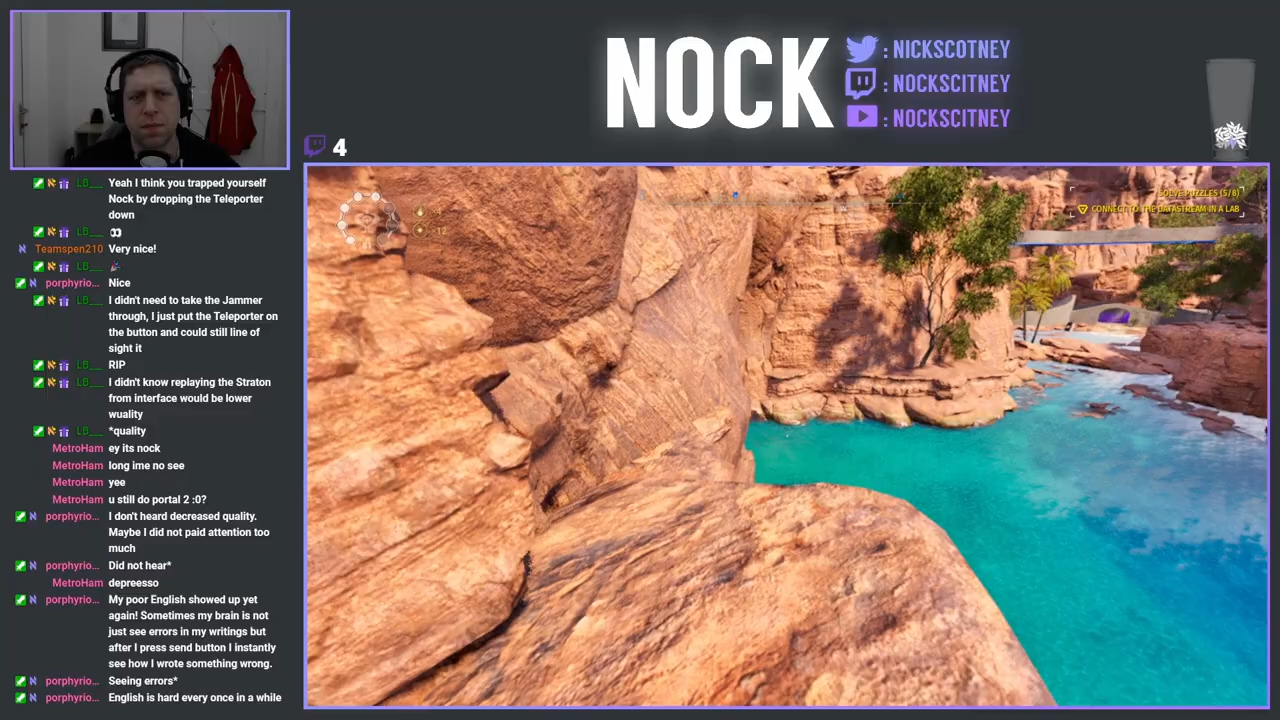 NOCK
: NICKSCOTNEY
: NOCKSCITNEY
: NOCKSCITNEY
4
LB__ Yeah I think you trapped yourself
Nock by dropping the Teleporter
down
LB__
Teamspen210 Very nice!
LB__
porphyrio... Nice
LB__ I didn't need to take the Jammer
through, I just put the Teleporter on
the button and could still line of
sight it
LB__ RIP
LB__ I didn't know replaying the Straton
from interface would be lower
wuality
LB__ *quality
MetroHam ey its nock
MetroHam long ime no see
MetroHam yee
MetroHam u still do portal 2 :0?
porphyrio... I don't heard decreased quality.
Maybe I did not paid attention too
much
porphyrio... Did not hear*
MetroHam depreesso
porphyrio... My poor English showed up yet
again! Sometimes my brain is not
just see errors in my writings but
after I press send button I instantly
see how I wrote something wrong.
porphyrio... Seeing errors*
porphyrio... English is hard every once in a while
SOLVE PUZZLES (5/8)
CONNECT TO THE DATASTREAM IN A LAB